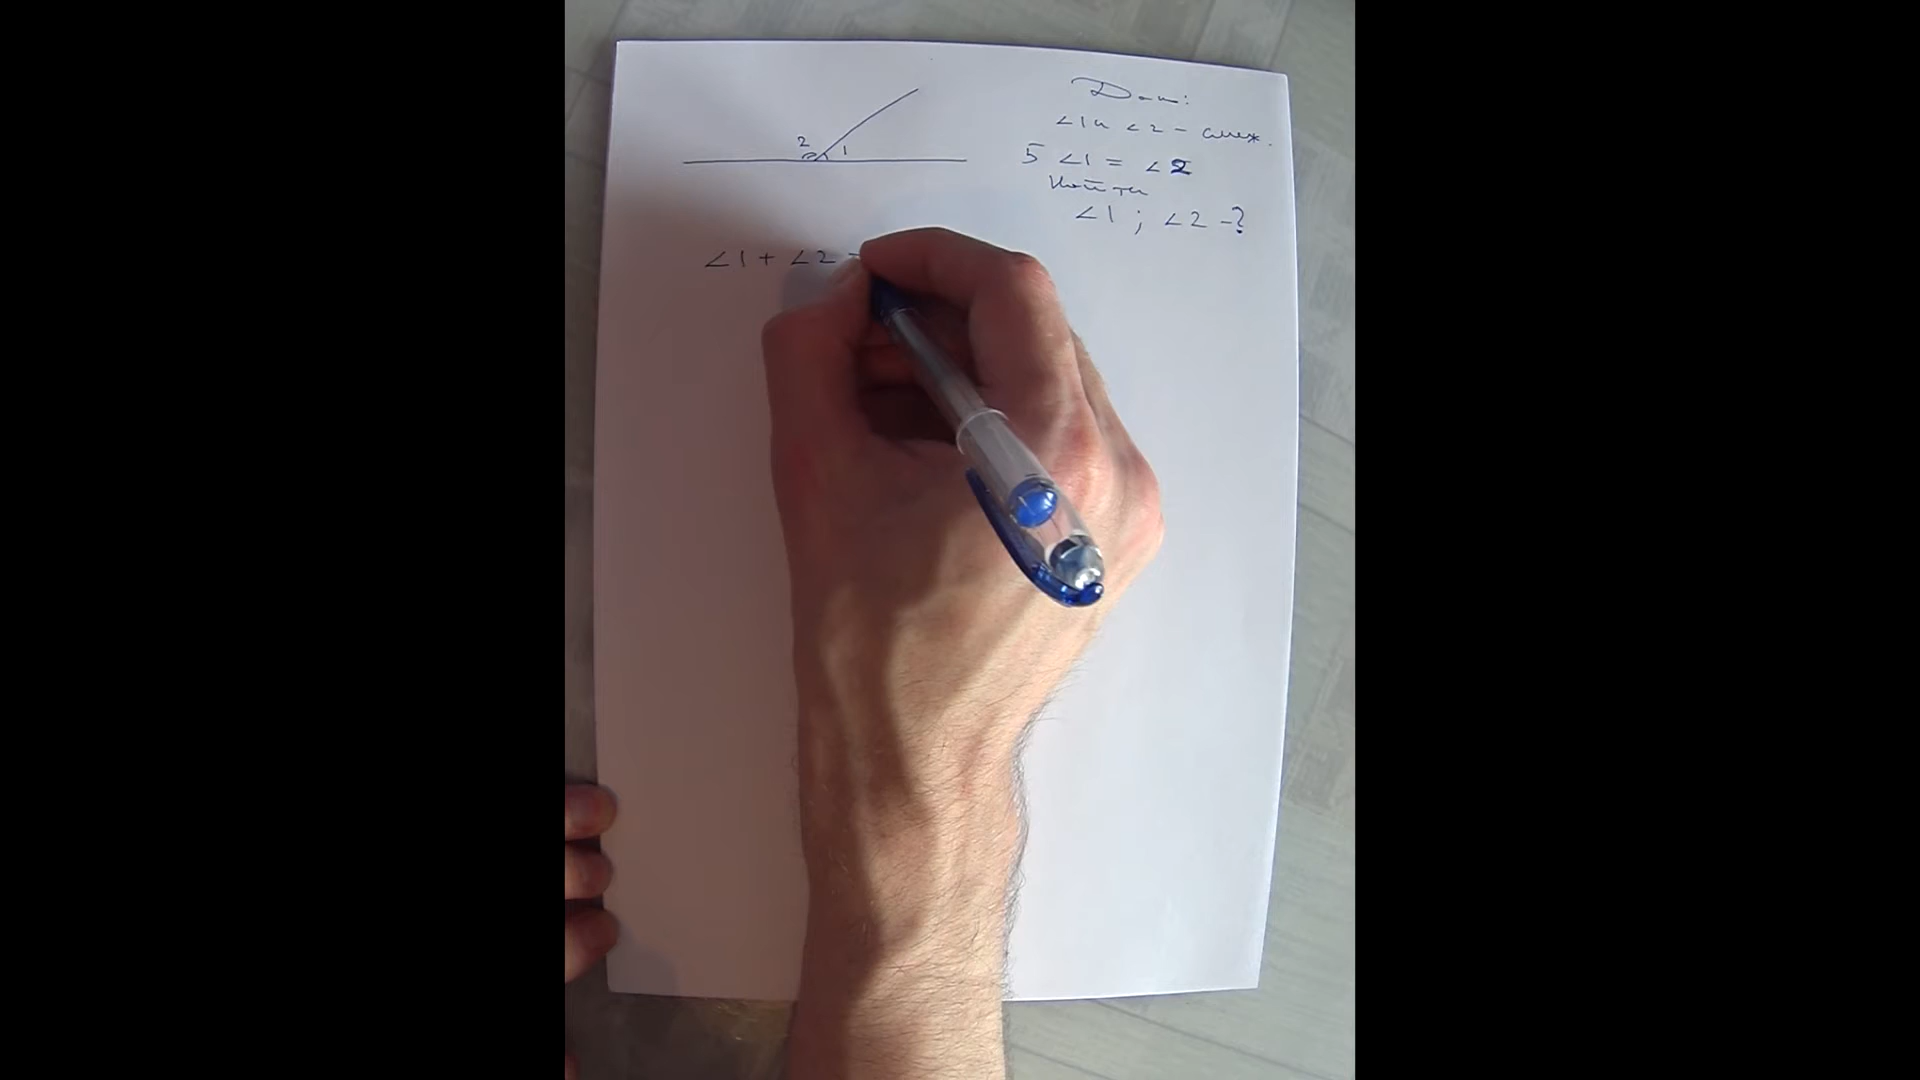 2
1
Дано:
∠1 и ∠2 - смеж.
5 ∠1 = ∠2
Найти
∠1 ; ∠2 -?
∠1 + ∠2 =